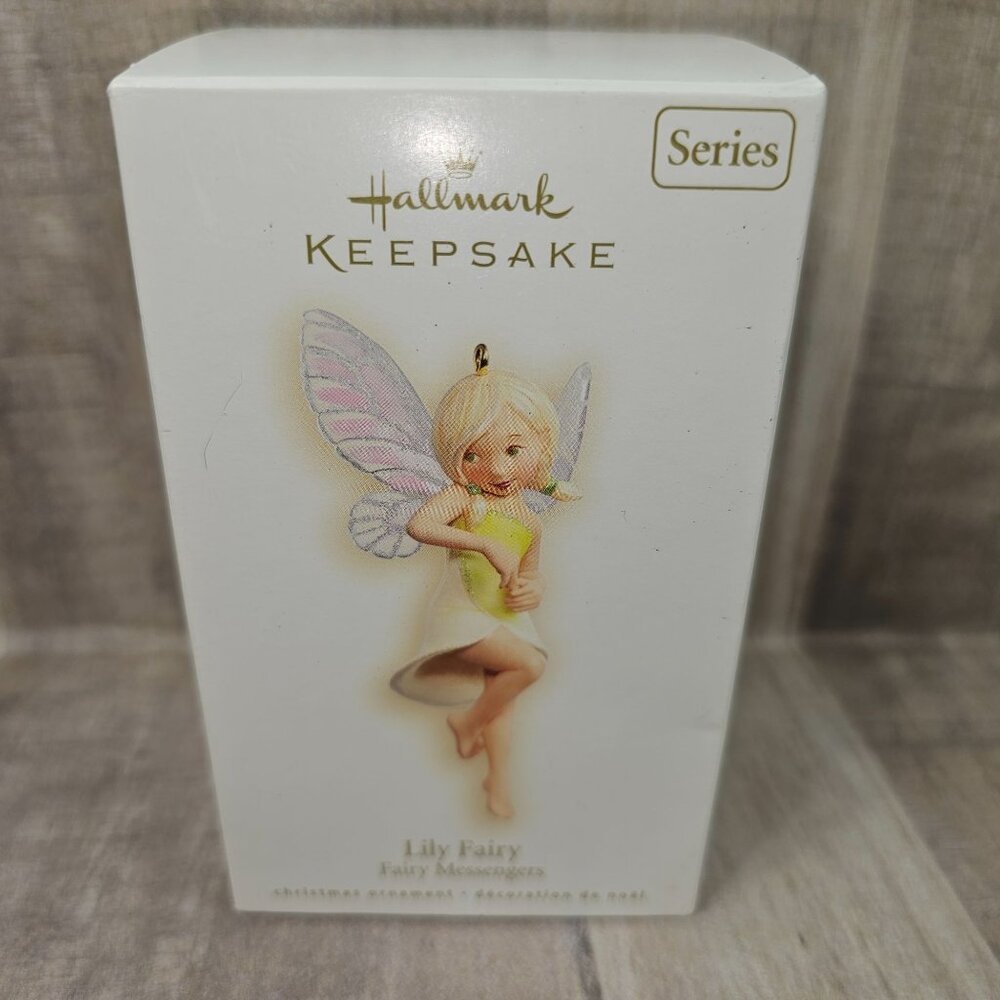 Series
Hallmark
KEEPSAKE
Lily Fairy
Fairy Messengers
christmas ornament • décoration de noël